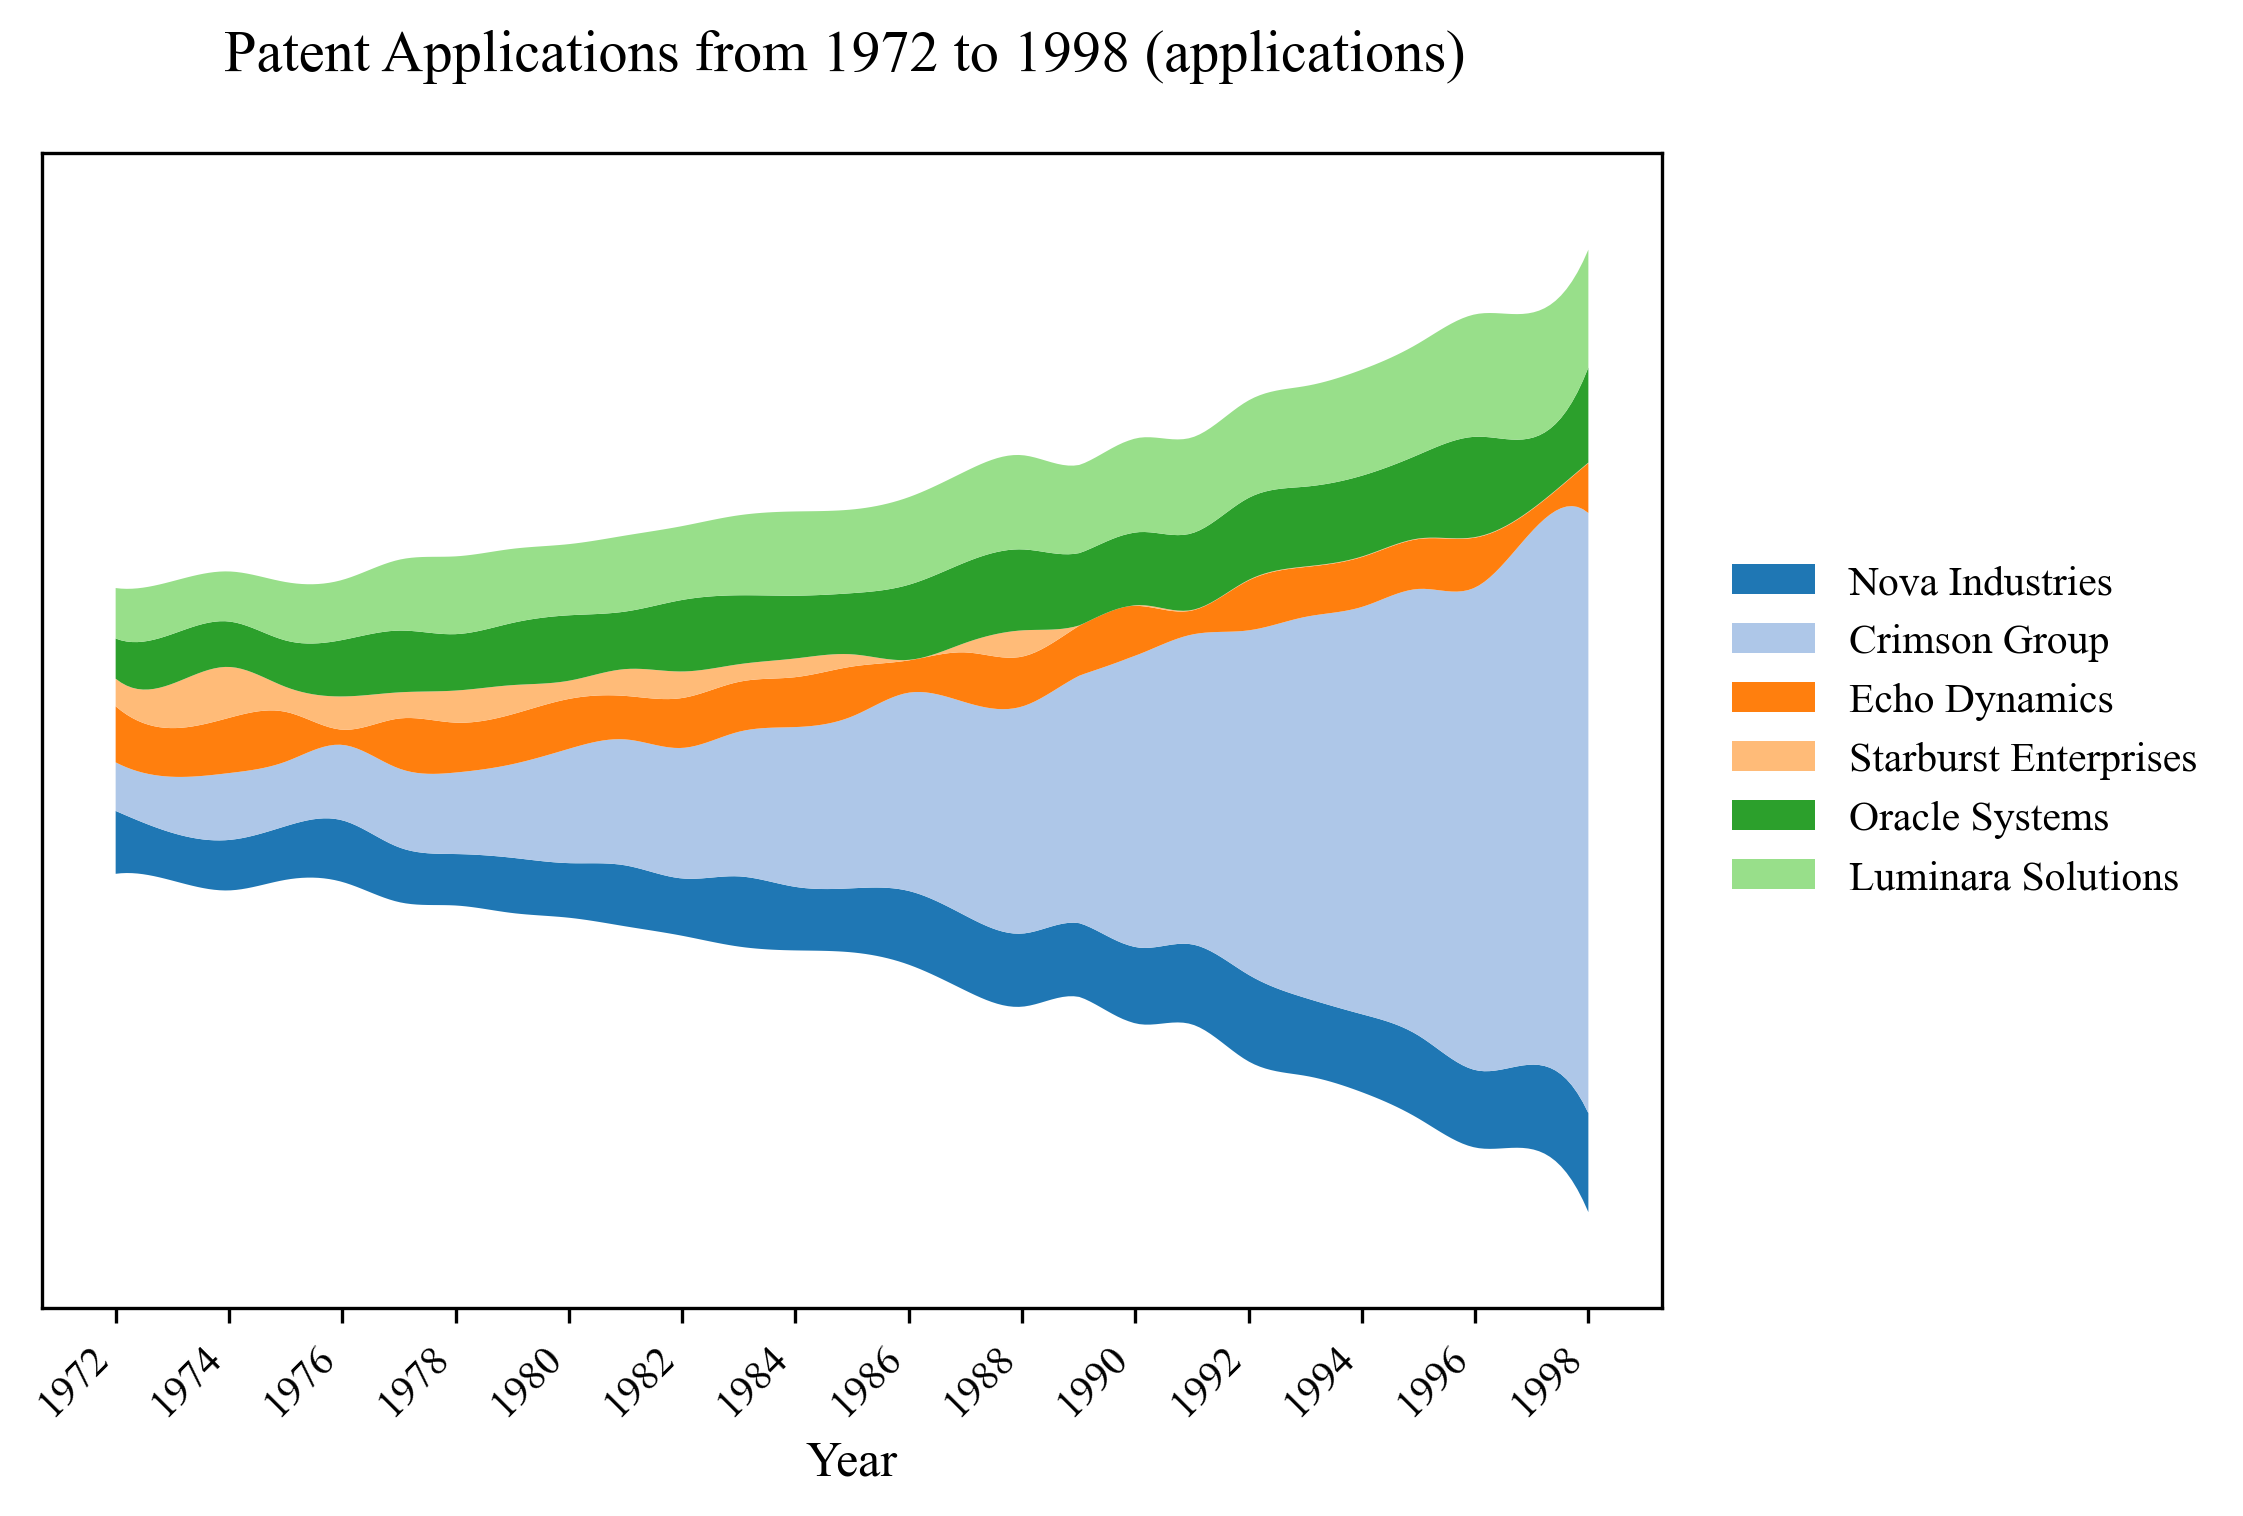 Patent Applications from 1972 to 1998 (applications)
Nova Industries
Crimson Group
Echo Dynamics
Starburst Enterprises
Oracle Systems
Luminara Solutions
1972 1974 1976 1978 1980 1982 1984 1986 1988 1990 1992 1994 1996 1998
Year